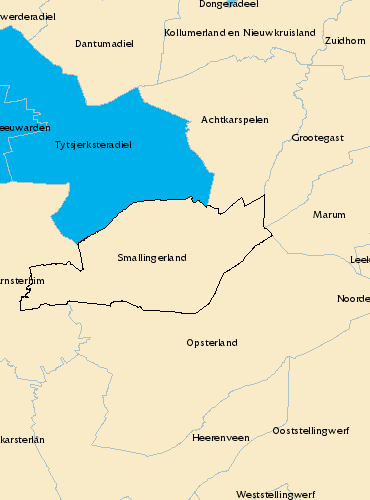 Dongeradeel
werderadiel
Kollumerland en Nieuwkruisland
Dantumadiel
Zuidhorn
Achtkarspelen
eeuwarden
Grootegast
Tytsjerksteradiel
Marum
Smallingerland
Leek
arnsterhim
Noorde
Opsterland
Ooststellingwerf
Heerenveen
karsterlân
Weststellingwerf